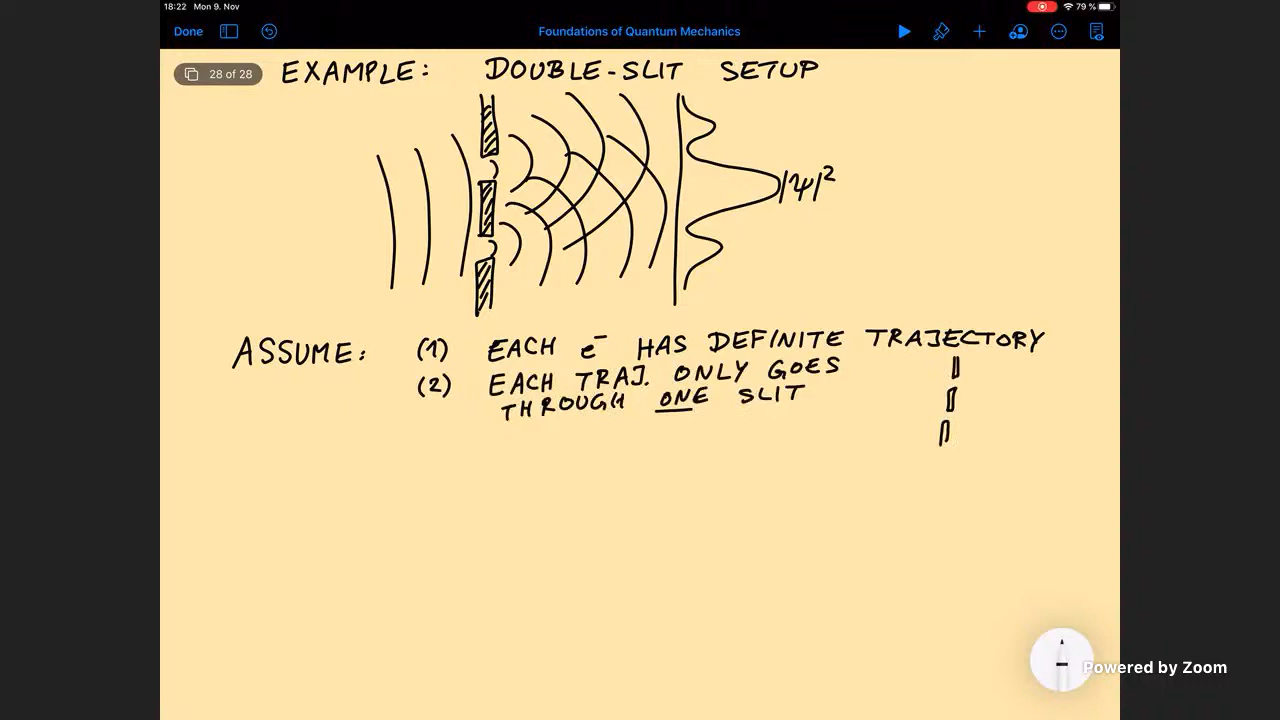 18:22 Mon 9. Nov
79 %
Done
Foundations of Quantum Mechanics
28 of 28
EXAMPLE: DOUBLE-SLIT SETUP
|Ψ|²
ASSUME: (1) EACH e⁻ HAS DEFINITE TRAJECTORY
(2) EACH TRAJ. ONLY GOES
THROUGH ONE SLIT
Powered by Zoom